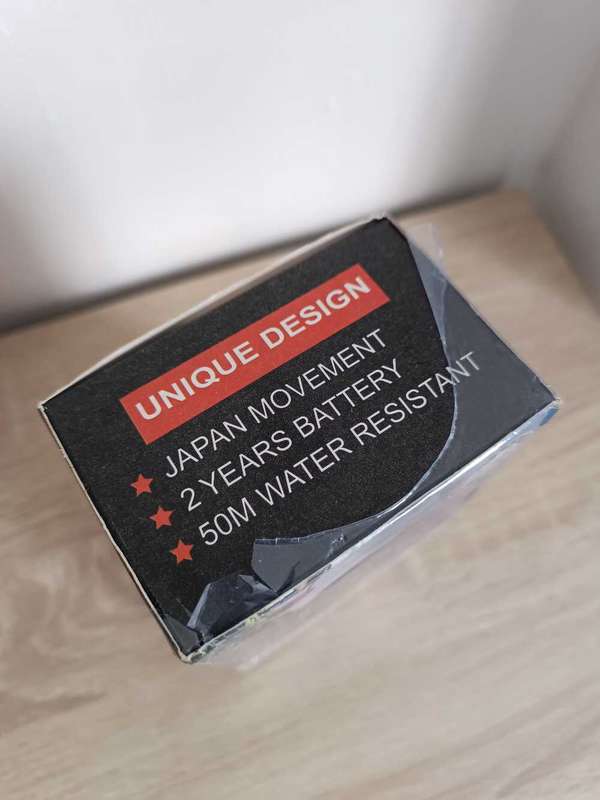 UNIQUE DESIGN
JAPAN MOVEMENT
2 YEARS BATTERY
50M WATER RESISTANT